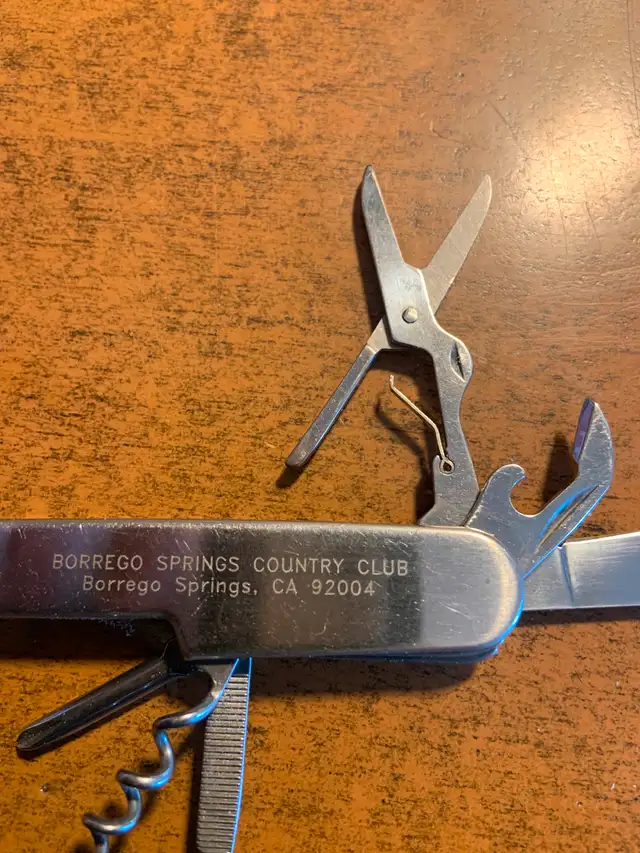 BORREGO SPRINGS COUNTRY CLUB
Borrego Springs, CA 92004